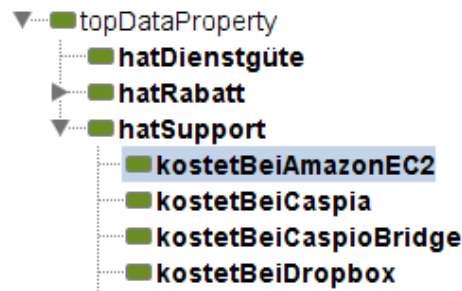 topDataProperty
hatDienstgüte
hatRabatt
hatSupport
kostetBeiAmazonEC2
kostetBeiCaspia
kostetBeiCaspioBridge
kostetBeiDropbox